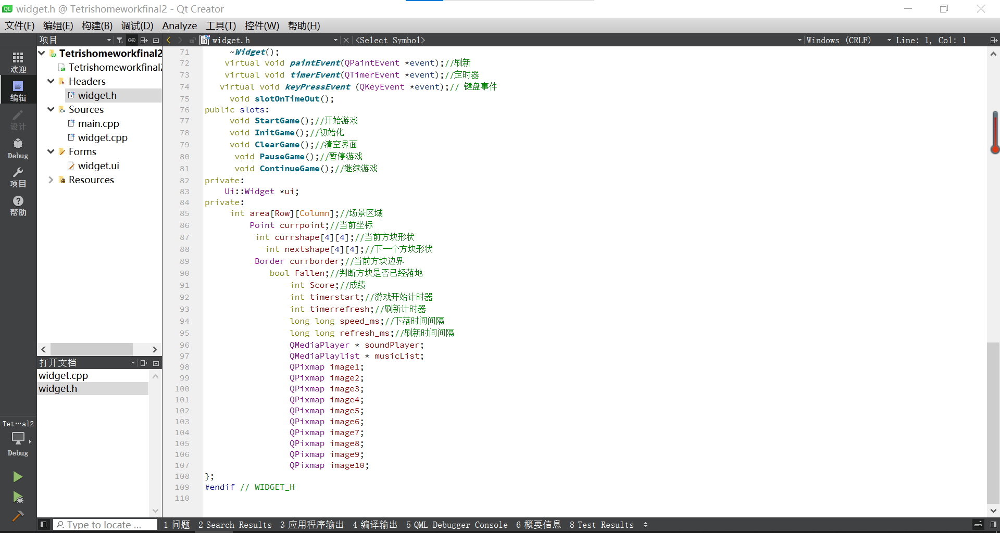 widget.h @ Tetrishomeworkfinal2 - Qt Creator
文件(F) 编辑(E) 构建(B) 调试(D) Analyze 工具(T) 控件(W) 帮助(H)
项目
widget.h
<Select Symbol>
Windows (CRLF)
Line: 1, Col: 1
欢迎
编辑
设计
Debug
项目
帮助
Tet···al2
Debug
Tetrishomeworkfinal2
Tetrishomeworkfinal2
Headers
widget.h
Sources
main.cpp
widget.cpp
Forms
widget.ui
Resources
打开文档
widget.cpp
widget.h
71 ~Widget();
72 virtual void paintEvent(QPaintEvent *event);//刷新
73 virtual void timerEvent(QTimerEvent *event);//定时器
74 virtual void keyPressEvent (QKeyEvent *event);// 键盘事件
75 void slotOnTimeOut();
76 public slots:
77 void StartGame();//开始游戏
78 void InitGame();//初始化
79 void ClearGame();//清空界面
80 void PauseGame();//暂停游戏
81 void ContinueGame();//继续游戏
82 private:
83 Ui::Widget *ui;
84 private:
85 int area[Row][Column];//场景区域
86 Point currpoint;//当前坐标
87 int currshape[4][4];//当前方块形状
88 int nextshape[4][4];//下一个方块形状
89 Border currborder;//当前方块边界
90 bool Fallen;//判断方块是否已经落地
91 int Score;//成绩
92 int timerstart;//游戏开始计时器
93 int timerrefresh;//刷新计时器
94 long long speed_ms;//下落时间间隔
95 long long refresh_ms;//刷新时间间隔
96 QMediaPlayer * soundPlayer;
97 QMediaPlaylist * musicList;
98 QPixmap image1;
99 QPixmap image2;
100 QPixmap image3;
101 QPixmap image4;
102 QPixmap image5;
103 QPixmap image6;
104 QPixmap image7;
105 QPixmap image8;
106 QPixmap image9;
107 QPixmap image10;
108 };
109 #endif // WIDGET_H
110
Type to locate ...
1 问题 2 Search Results 3 应用程序输出 4 编译输出 5 QML Debugger Console 6 概要信息 8 Test Results